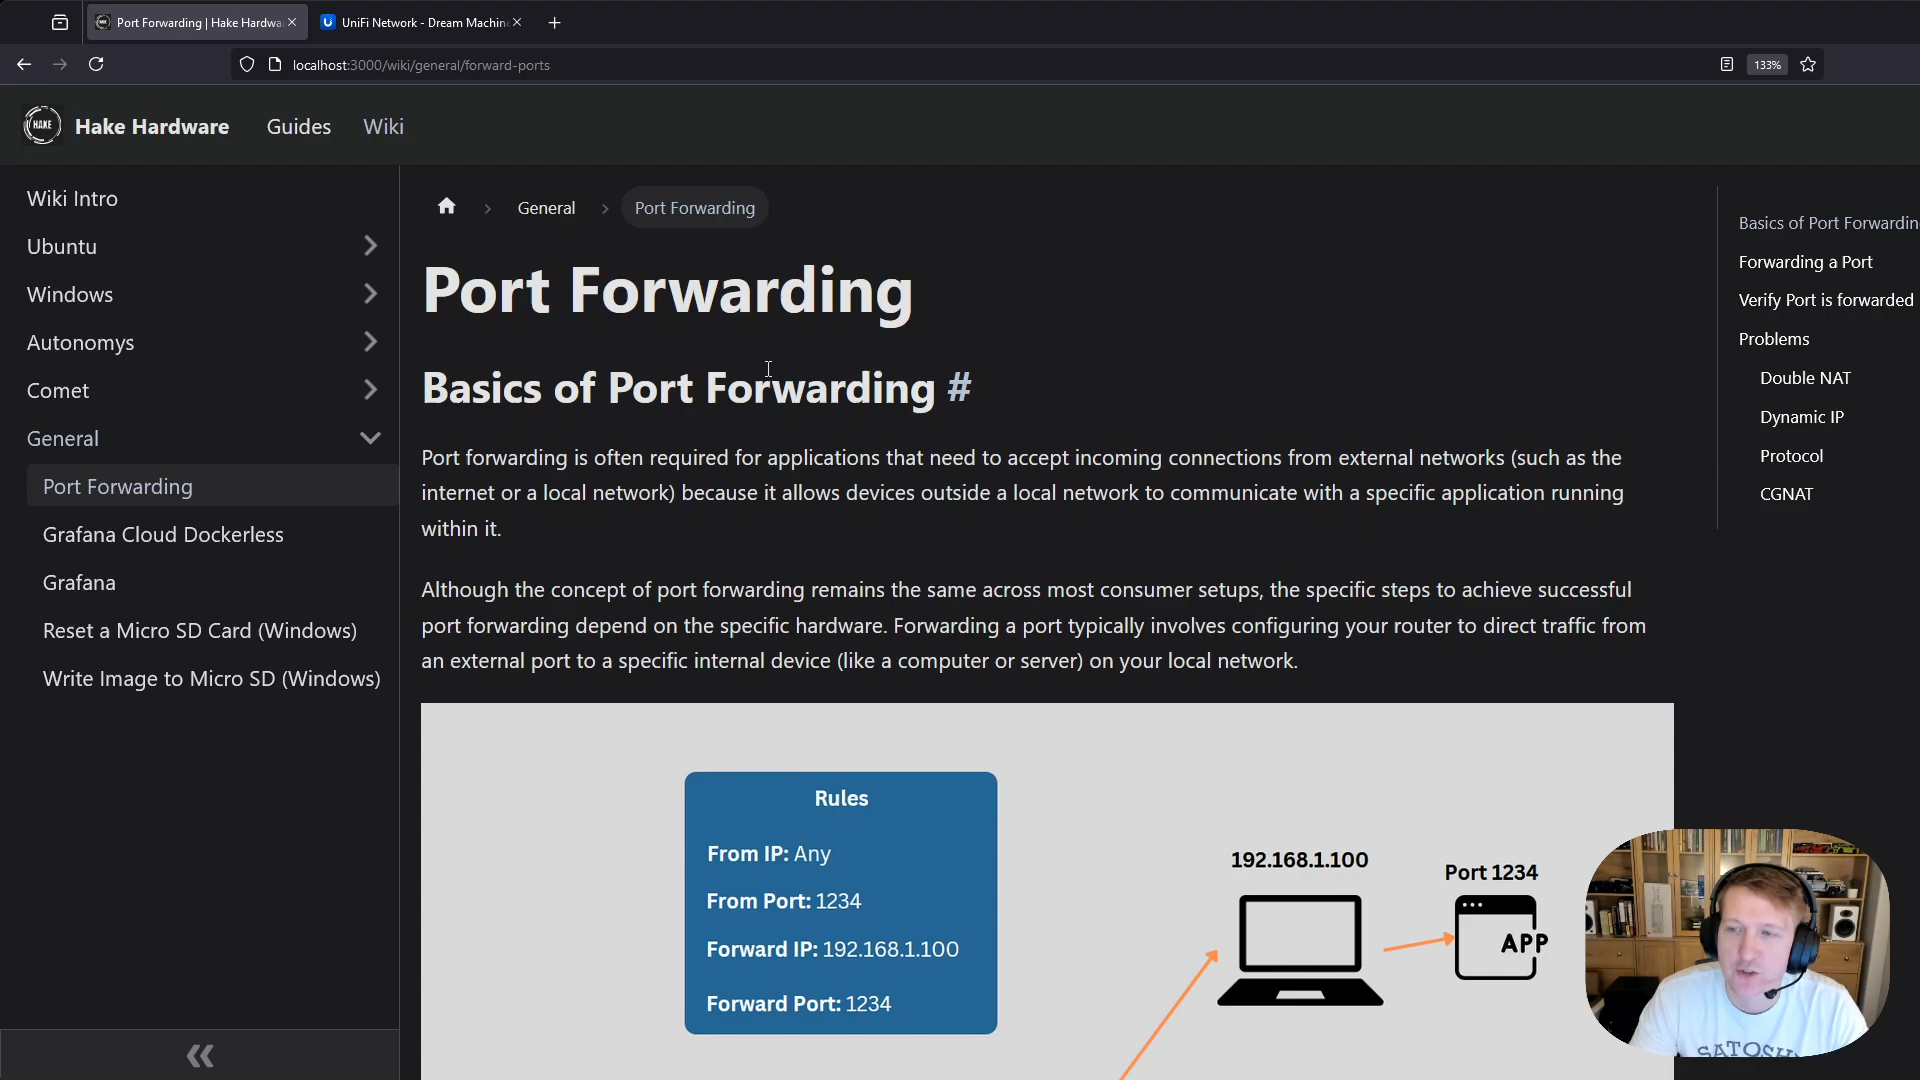 Port Forwarding | Hake Hardwa
UniFi Network - Dream Machin
localhost:3000/wiki/general/forward-ports
133%
HAKE
Hake Hardware
Guides
Wiki
Wiki Intro
Ubuntu
Windows
Autonomys
Comet
General
Port Forwarding
Grafana Cloud Dockerless
Grafana
Reset a Micro SD Card (Windows)
Write Image to Micro SD (Windows)
General
Port Forwarding
Port Forwarding
Basics of Port Forwarding #
Port forwarding is often required for applications that need to accept incoming connections from external networks (such as the
internet or a local network) because it allows devices outside a local network to communicate with a specific application running
within it.
Although the concept of port forwarding remains the same across most consumer setups, the specific steps to achieve successful
port forwarding depend on the specific hardware. Forwarding a port typically involves configuring your router to direct traffic from
an external port to a specific internal device (like a computer or server) on your local network.
Rules
From IP: Any
From Port: 1234
Forward IP: 192.168.1.100
Forward Port: 1234
192.168.1.100
Port 1234
APP
Basics of Port Forwardin
Forwarding a Port
Verify Port is forwarded
Problems
Double NAT
Dynamic IP
Protocol
CGNAT
SATOSH